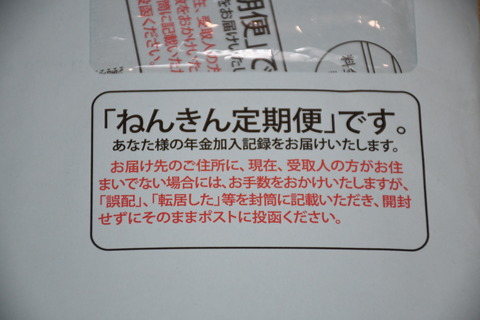 「ねんきん定期便」です。
あなた様の年金加入記録をお届けいたします。
お届け先のご住所に、現在、受取人の方がお住
まいでない場合には、お手数をおかけいたしますが、
「誤配」、「転居した」等を封筒に記載いただき、開封
せずにそのままポストに投函ください。